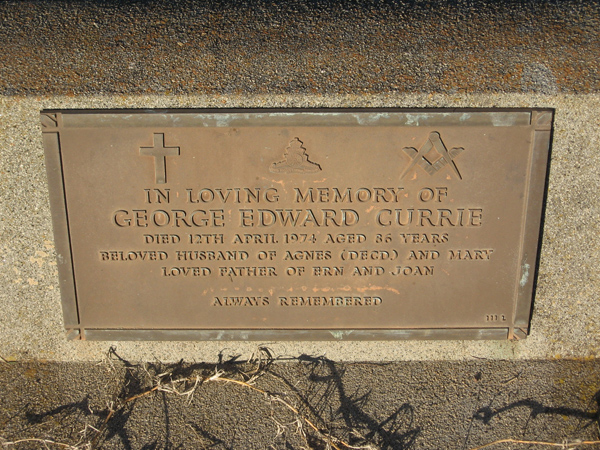 IN LOVING MEMORY OF
GEORGE EDWARD CURRIE
DIED 12TH APRIL 1974 AGED 86 YEARS
BELOVED HUSBAND OF AGNES (DECD) AND MARY
LOVED FATHER OF ERN AND JOAN
ALWAYS REMEMBERED